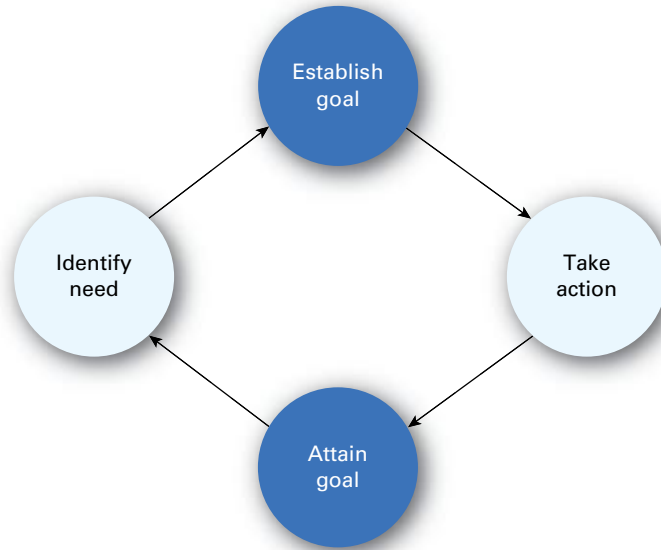 Establish
goal
Identify
need
Take
action
Attain
goal